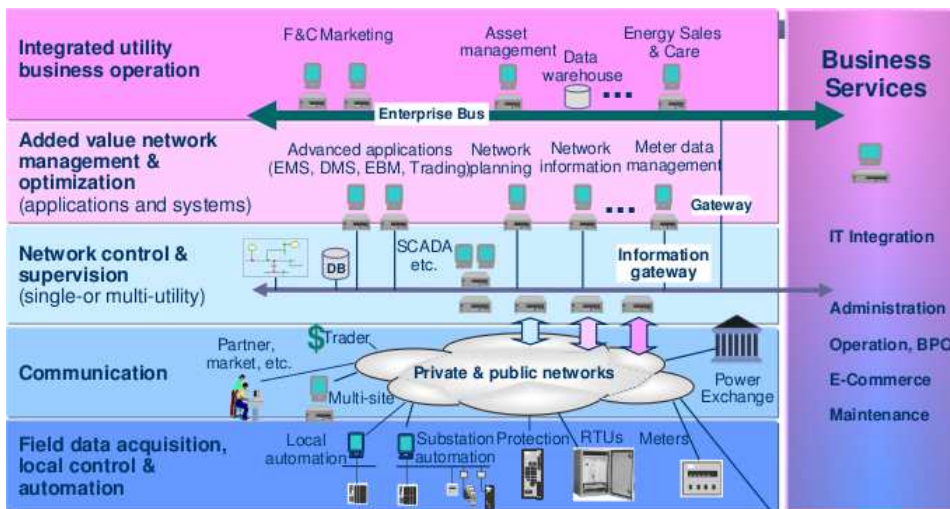 Integrated utility
business operation
F&C Marketing
Asset
management
Data
warehouse
Energy Sales
& Care
Enterprise Bus
Business
Services
Added value network
management &
optimization
(applications and systems)
Advanced applications
(EMS, DMS, EBM, Trading)
Network
planning
Network
information
Meter data
management
Gateway
Network control &
supervision
(single-or multi-utility)
DB
SCADA
etc.
Information
gateway
IT Integration
Administration
Operation, BPO
E-Commerce
Maintenance
Communication
Partner,
market, etc.
$Trader
Multi-site
Private & public networks
Power
Exchange
Field data acquisition,
local control &
automation
Local
automation
Substation
automation
Protection
RTUs
Meters